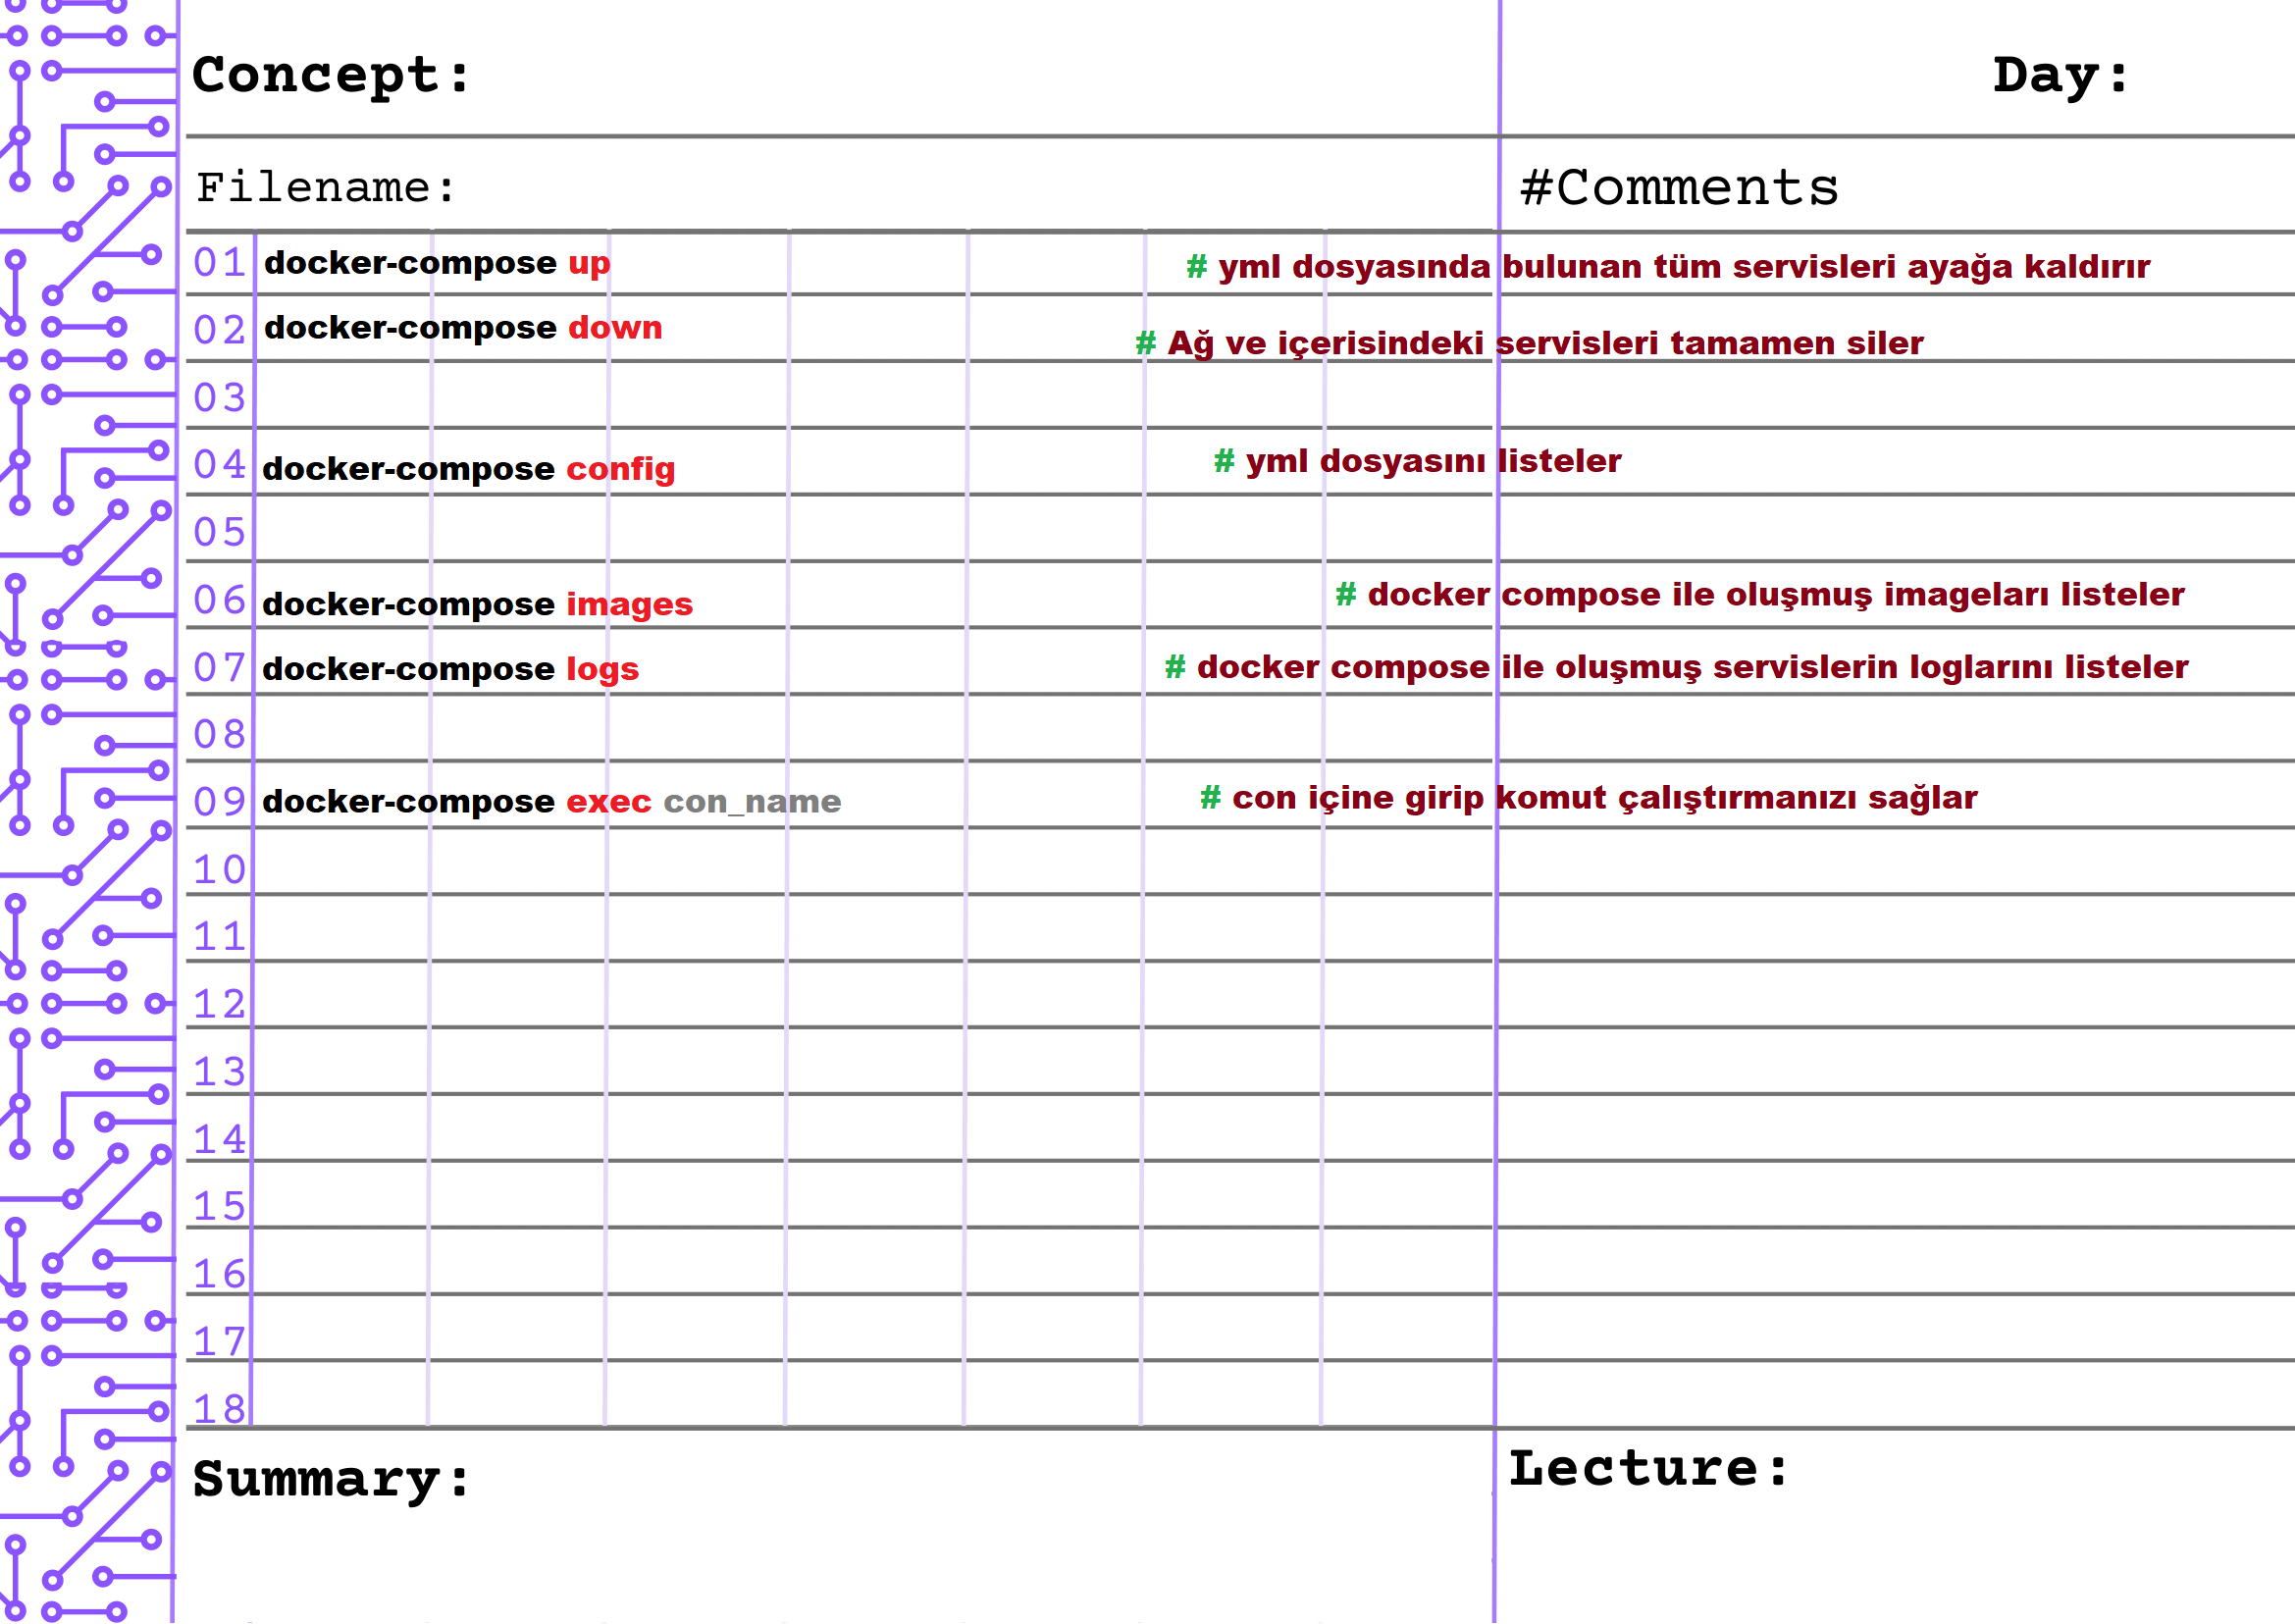 Concept: Day:
Filename: #Comments
01 docker-compose up # yml dosyasında bulunan tüm servisleri ayağa kaldırır
02 docker-compose down # Ağ ve içerisindeki servisleri tamamen siler
03
04 docker-compose config # yml dosyasını listeler
05
06 docker-compose images # docker compose ile oluşmuş imageları listeler
07 docker-compose logs # docker compose ile oluşmuş servislerin loglarını listeler
08
09 docker-compose exec con_name # con içine girip komut çalıştırmanızı sağlar
10
11
12
13
14
15
16
17
18
Summary: Lecture: